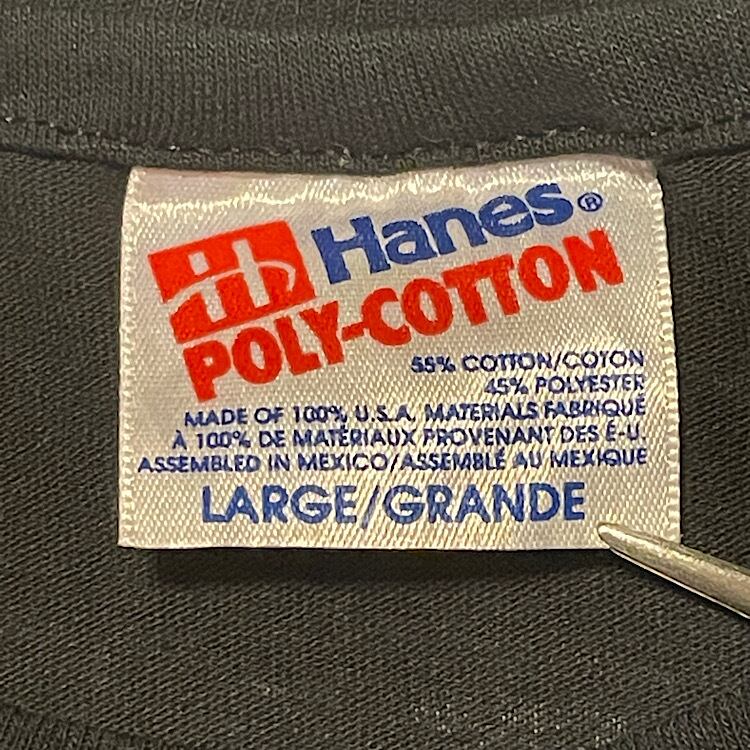 Hanes®
POLY-COTTON
55% COTTON/COTON
45% POLYESTER
MADE OF 100% U.S.A. MATERIALS FABRIQUÉ
À 100% DE MATÉRIAUX PROVENANT DES É-U.
ASSEMBLED IN MEXICO/ASSEMBLÉ AU MEXIQUE
LARGE/GRANDE